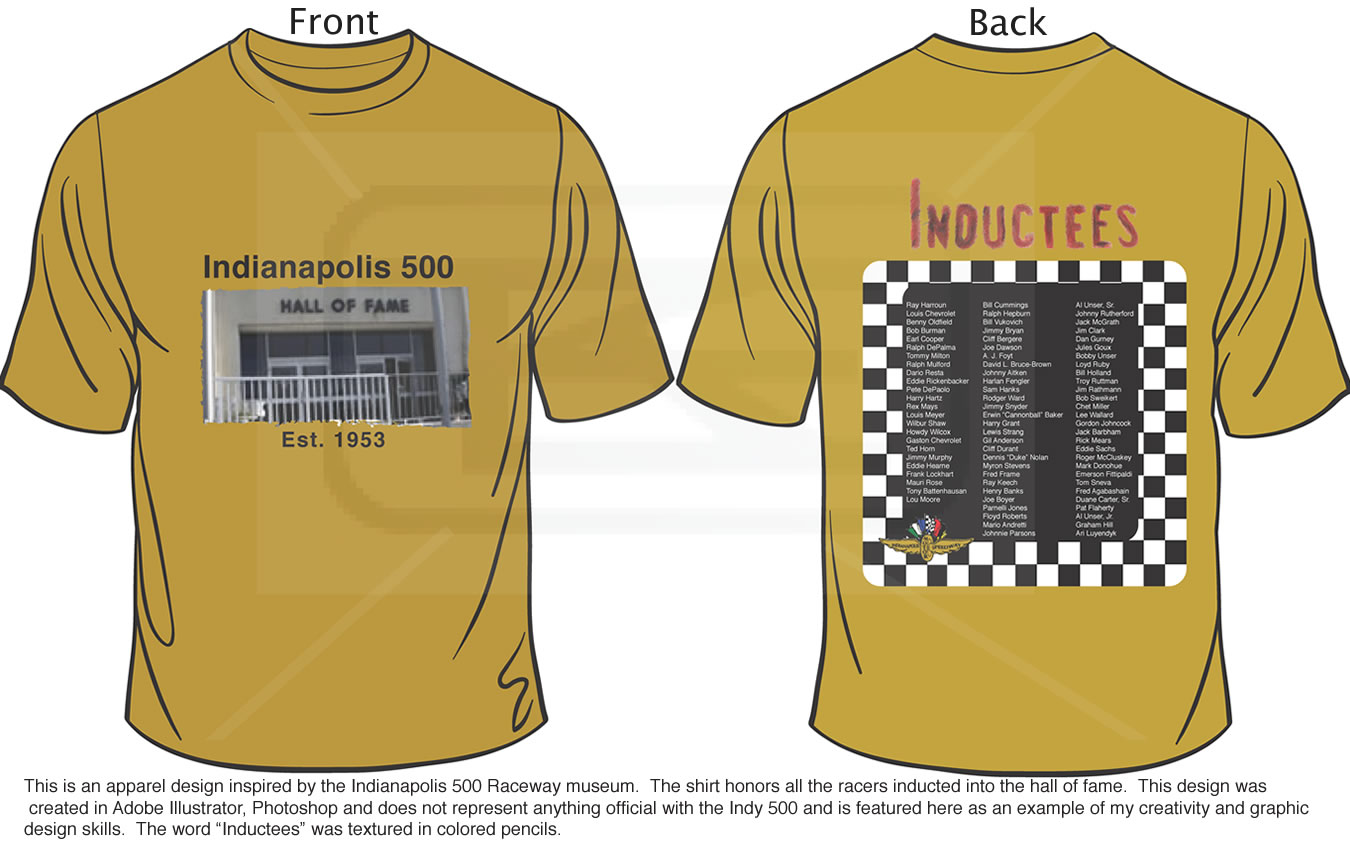 Front
Back
Indianapolis 500
HALL OF FAME
Est. 1953
INDUCTEES
Ray Harroun
Louis Chevrolet
Benny Oldfield
Bob Burman
Earl Cooper
Ralph DePalma
Tommy Milton
Ralph Mulford
Dario Resta
Eddie Rickenbacker
Pete DePaolo
Harry Hartz
Rex Mays
Louis Meyer
Wilbur Shaw
Howdy Wilcox
Gaston Chevrolet
Ted Horn
Jimmy Murphy
Eddie Hearne
Frank Lockhart
Mauri Rose
Tony Battenhausan
Lou Moore
Bill Cummings
Ralph Hepburn
Bill Vukovich
Jimmy Bryan
Cliff Bergere
Joe Dawson
A. J. Foyt
David L. Bruce-Brown
Johnny Aitken
Harlan Fengler
Sam Hanks
Rodger Ward
Jimmy Snyder
Erwin “Cannonball” Baker
Harry Grant
Lewis Strang
Gil Anderson
Cliff Durant
Dennis “Duke” Nolan
Myron Stevens
Fred Frame
Ray Keech
Henry Banks
Joe Boyer
Parnelli Jones
Floyd Roberts
Mario Andretti
Johnnie Parsons
Al Unser, Sr.
Johnny Rutherford
Jack McGrath
Jim Clark
Dan Gurney
Jules Goux
Bobby Unser
Loyd Ruby
Bill Holland
Troy Ruttman
Jim Rathmann
Bob Sweikert
Chet Miller
Lee Wallard
Gordon Johncock
Jack Barbham
Rick Mears
Eddie Sachs
Roger McCluskey
Mark Donohue
Emerson Fittipaldi
Tom Sneva
Fred Agabashain
Duane Carter, Sr.
Pat Flaherty
Al Unser, Jr.
Graham Hill
Ari Luyendyk
INDIANAPOLIS SPEEDWAY
This is an apparel design inspired by the Indianapolis 500 Raceway museum. The shirt honors all the racers inducted into the hall of fame. This design was
created in Adobe Illustrator, Photoshop and does not represent anything official with the Indy 500 and is featured here as an example of my creativity and graphic
design skills. The word “Inductees” was textured in colored pencils.